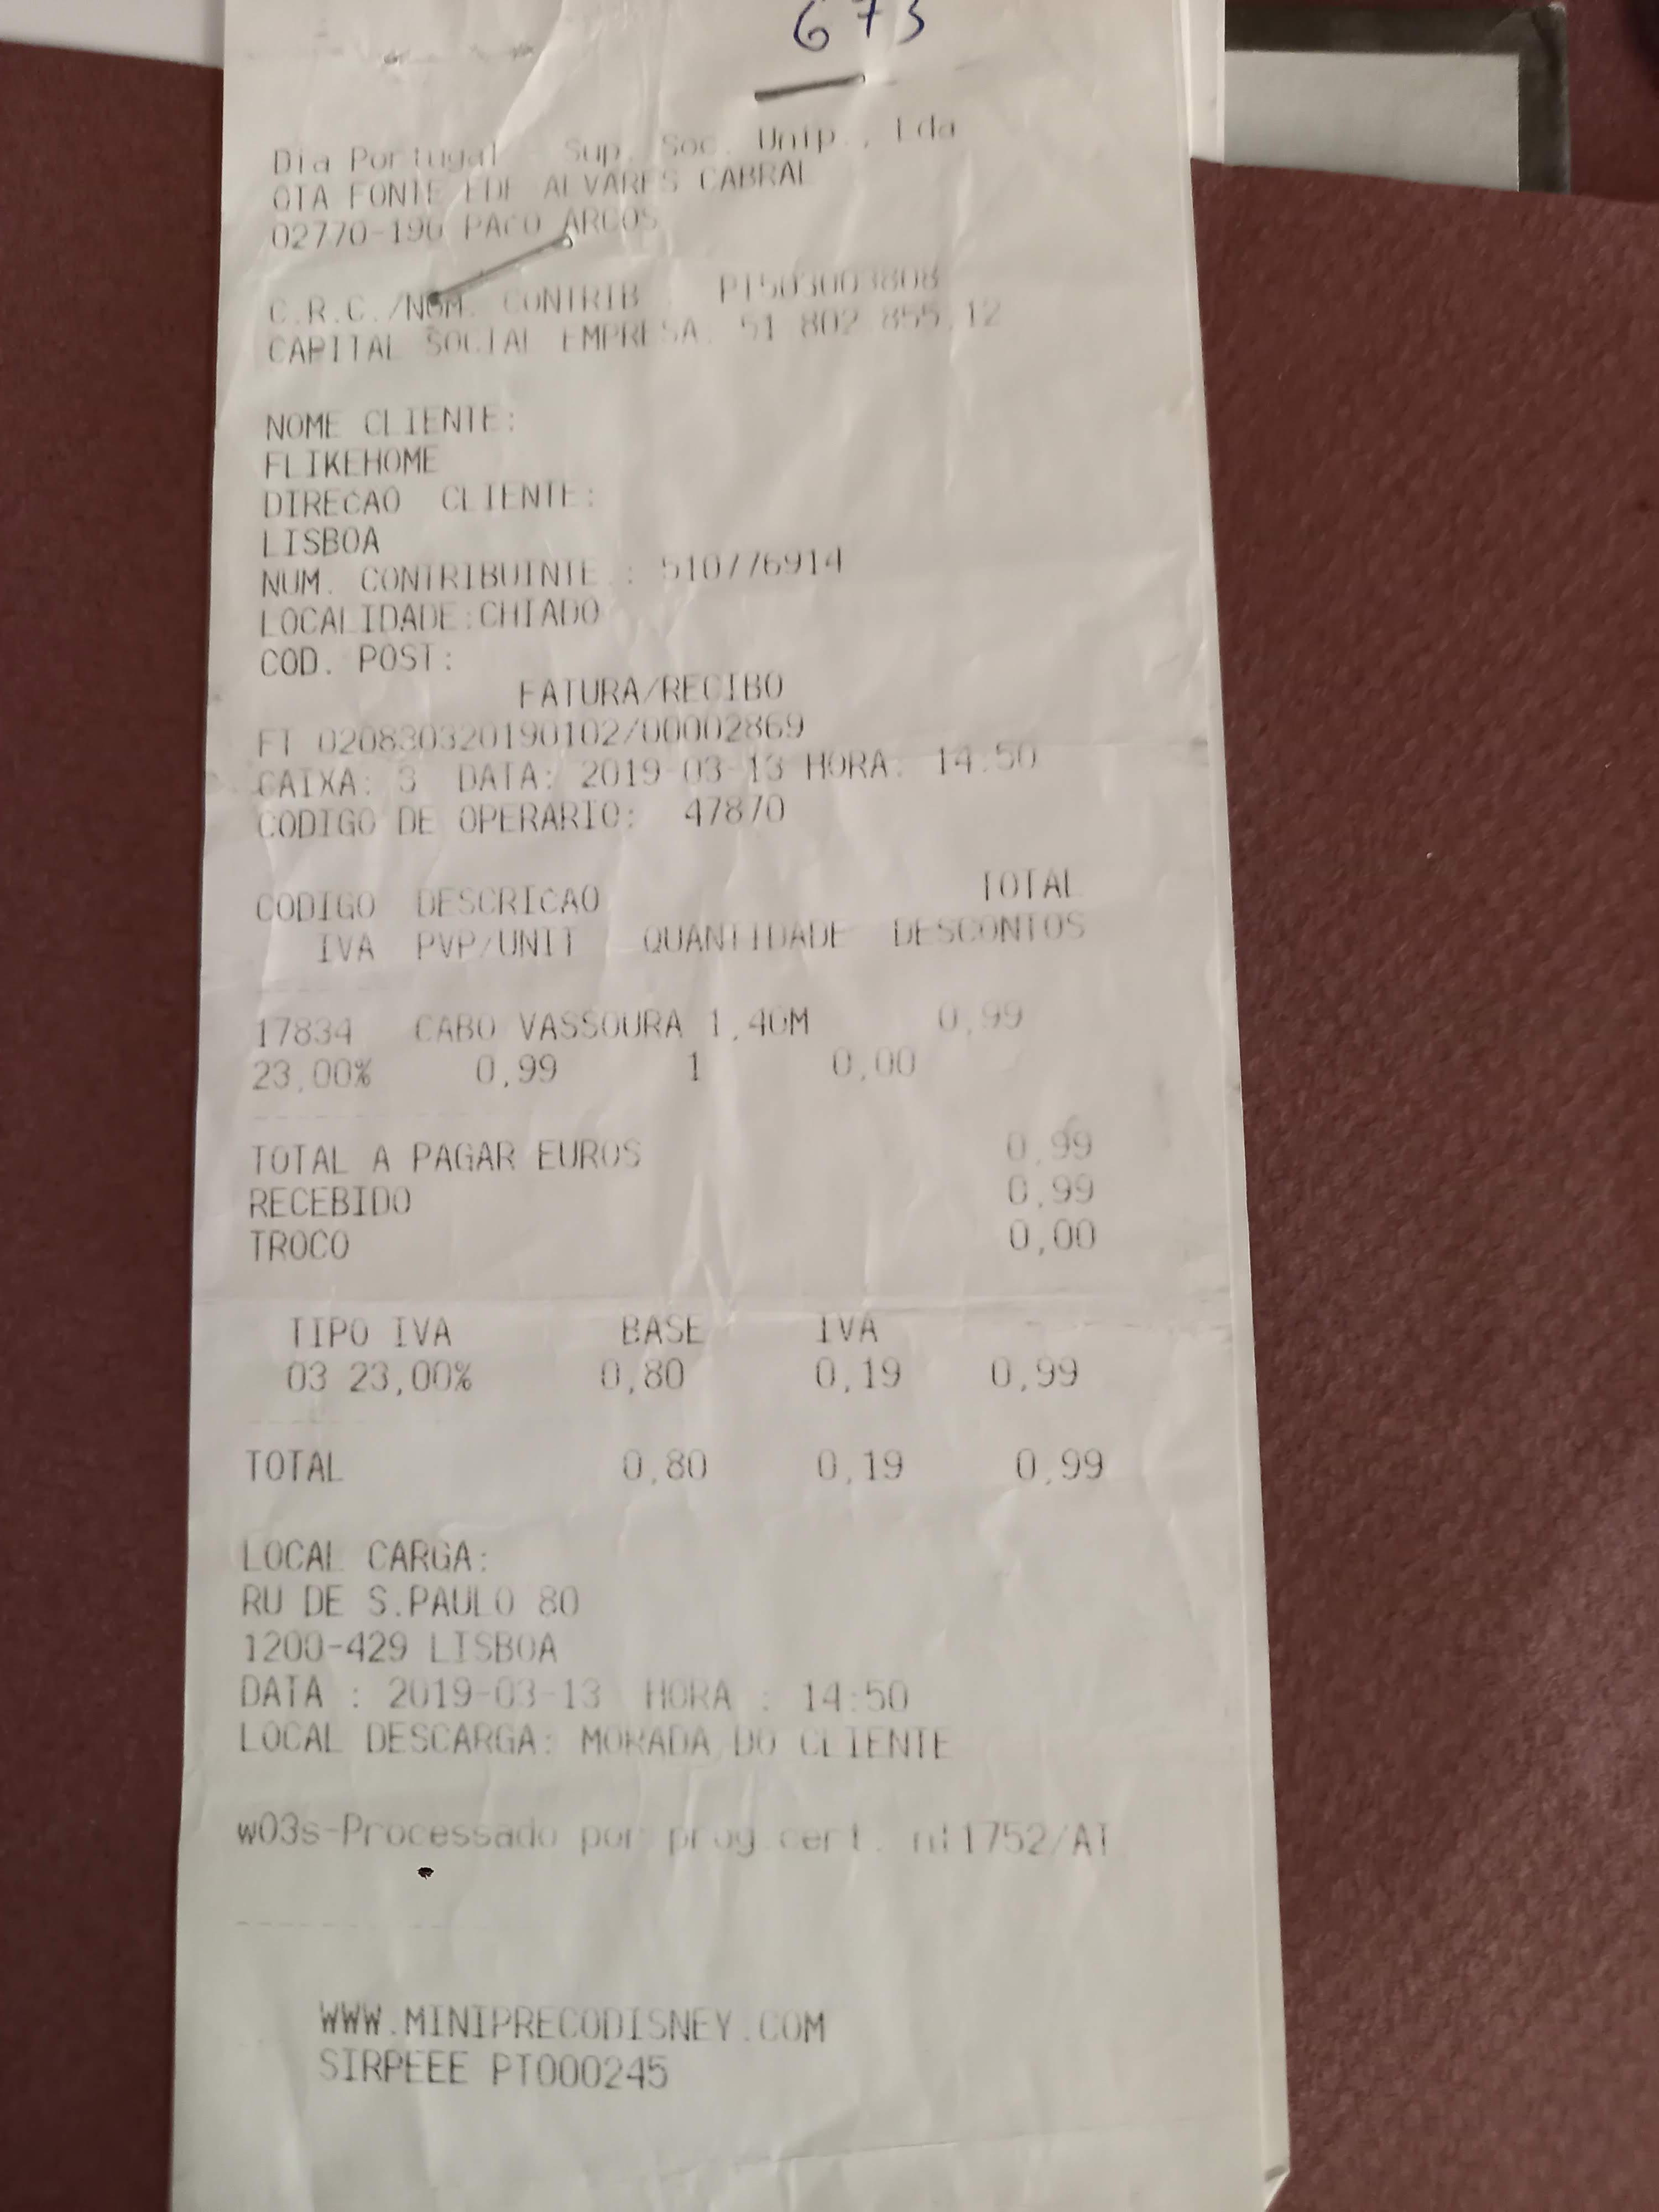 673
Dia Portugal Sup. Soc. Unip., Lda
QTA FONTE EDF ALVARES CABRAL
02770-190 PACO ARCOS
C.R.C./NUM. CONTRIB. PT503003808
CAPITAL SOCIAL EMPRESA. 51 802 855,12
NOME CLIENTE:
FLIKEHOME
DIRECAO CLIENTE:
LISBOA
NUM. CONTRIBUINTE : 510776914
LOCALIDADE:CHIADO
COD. POST:
FATURA/RECIBO
FT 020830320190102/00002869
CAIXA: 3 DATA: 2019-03-13 HORA: 14:50
CODIGO DE OPERARIO: 47870
CODIGO DESCRICAO TOTAL
IVA PVP/UNIT QUANTIDADE DESCONTOS
17834 CABO VASSOURA 1,40M 0,99
23,00% 0,99 1 0,00
TOTAL A PAGAR EUROS 0,99
RECEBIDO 0,99
TROCO 0,00
TIPO IVA BASE IVA
03 23,00% 0,80 0,19 0,99
TOTAL 0,80 0,19 0,99
LOCAL CARGA:
RU DE S.PAULO 80
1200-429 LISBOA
DATA : 2019-03-13 HORA : 14:50
LOCAL DESCARGA: MORADA DO CLIENTE
w03s-Processado por prog.cert. 1752/AT
WWW.MINIPRECODISNEY.COM
SIRPEEE PT000245